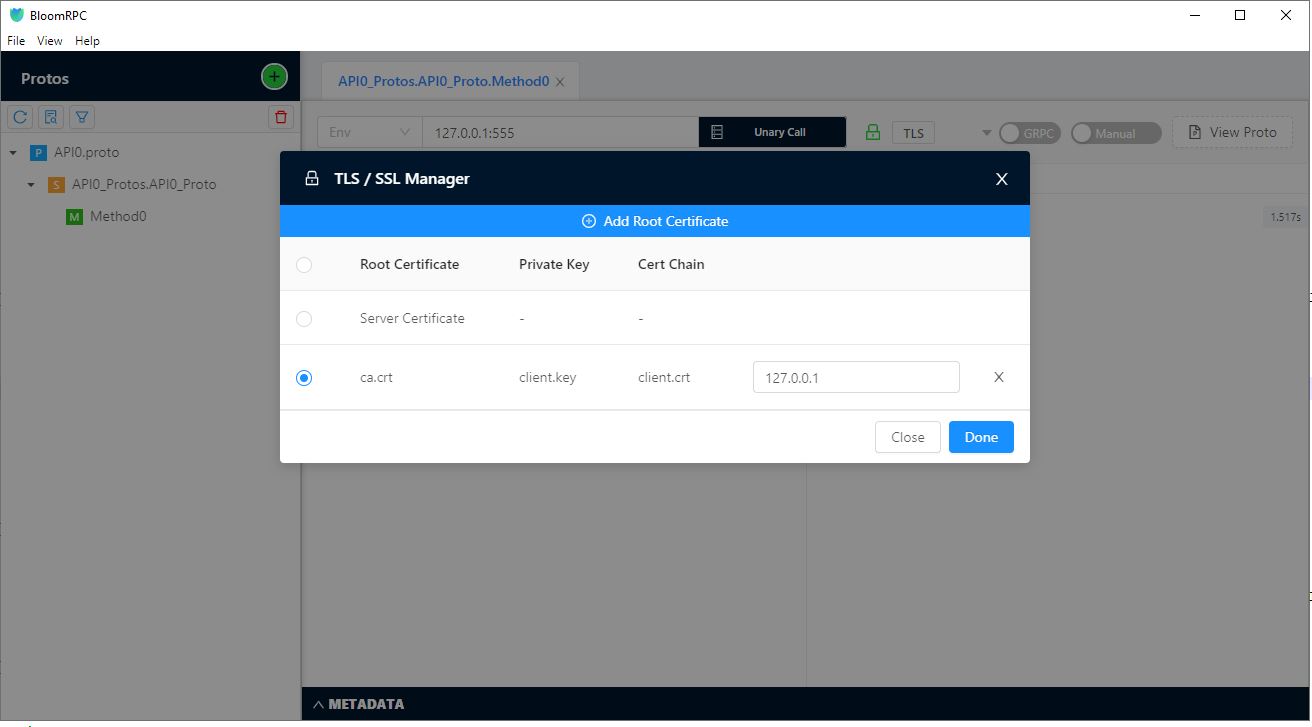 BloomRPC
File View Help
Protos
API0_Protos.API0_Proto.Method0
Env 127.0.0.1:555 Unary Call TLS GRPC Manual View Proto
P API0.proto
S API0_Protos.API0_Proto
M Method0
1.517s
TLS / SSL Manager X
Add Root Certificate
Root Certificate Private Key Cert Chain
Server Certificate - -
ca.crt client.key client.crt 127.0.0.1 X
Close Done
METADATA